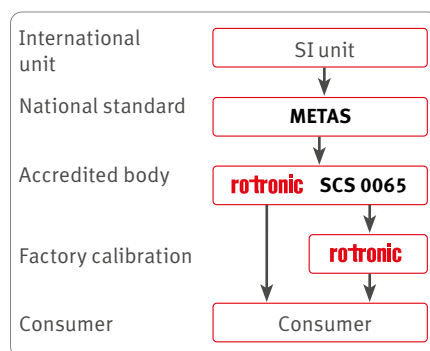 International
unit
SI unit
National standard
METAS
Accredited body
rotronic SCS 0065
Factory calibration
rotronic
Consumer
Consumer